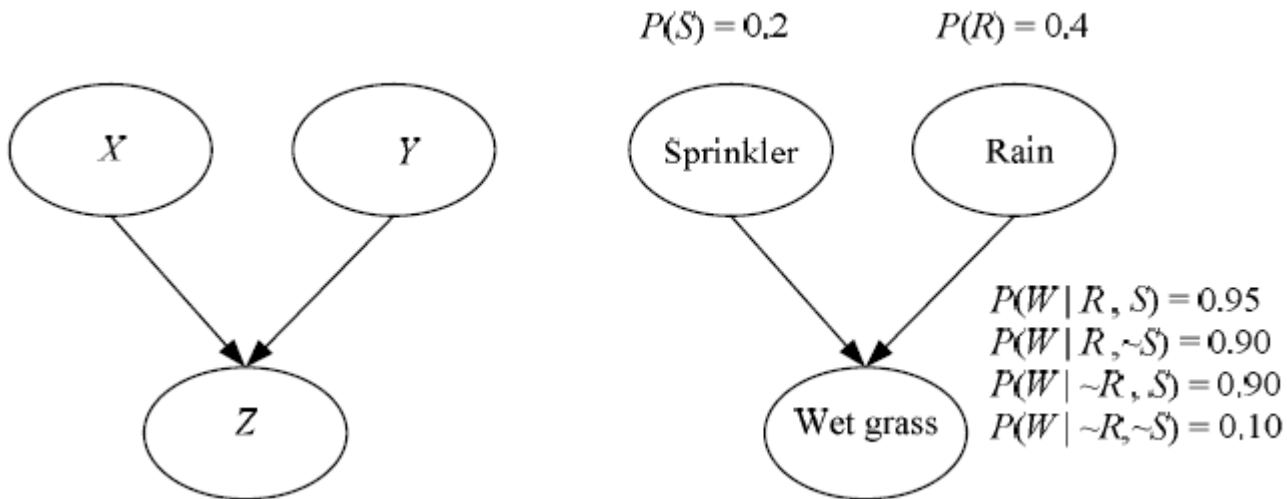 P(S) = 0.2
P(R) = 0.4
X
Y
Sprinkler
Rain
P(W | R, S) = 0.95
P(W | R,~S) = 0.90
P(W | ~R, S) = 0.90
P(W | ~R,~S) = 0.10
Z
Wet grass